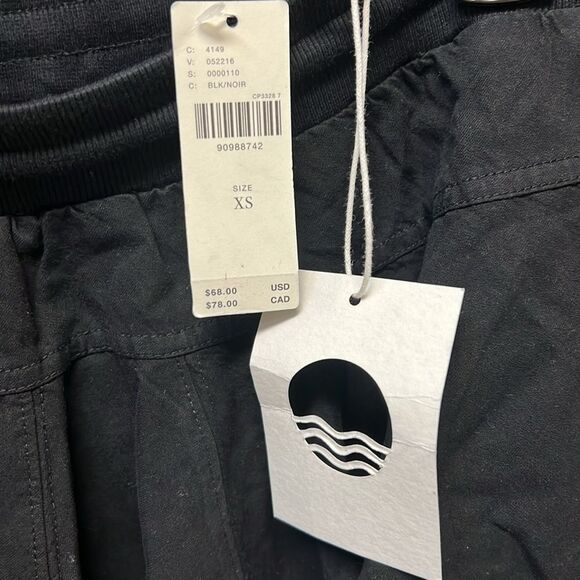 C: 4149
V: 052216
S: 0000110
C: BLK/NOIR
CP3328 7
90988742
SIZE
XS
$68.00 USD
$78.00 CAD